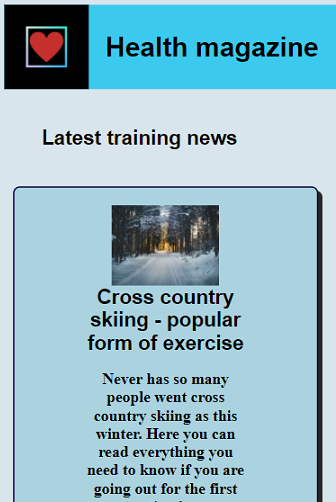 Health magazine
Latest training news
Cross country
skiing - popular
form of exercise
Never has so many
people went cross
country skiing as this
winter. Here you can
read everything you
need to know if you are
going out for the first